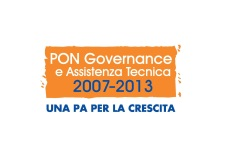 PON Governance
e Assistenza Tecnica
2007-2013
UNA PA PER LA CRESCITA